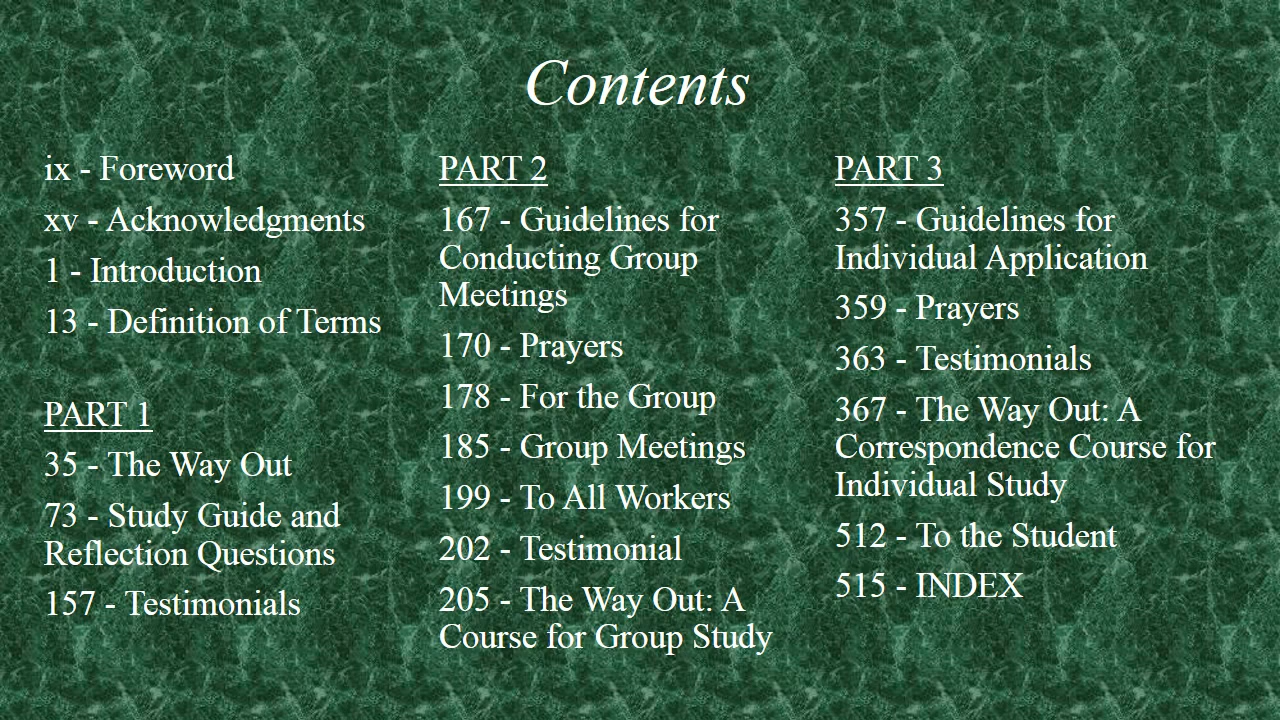 Contents
ix - Foreword
xv - Acknowledgments
1 - Introduction
13 - Definition of Terms
PART 1
35 - The Way Out
73 - Study Guide and
Reflection Questions
157 - Testimonials
PART 2
167 - Guidelines for
Conducting Group
Meetings
170 - Prayers
178 - For the Group
185 - Group Meetings
199 - To All Workers
202 - Testimonial
205 - The Way Out: A
Course for Group Study
PART 3
357 - Guidelines for
Individual Application
359 - Prayers
363 - Testimonials
367 - The Way Out: A
Correspondence Course for
Individual Study
512 - To the Student
515 - INDEX